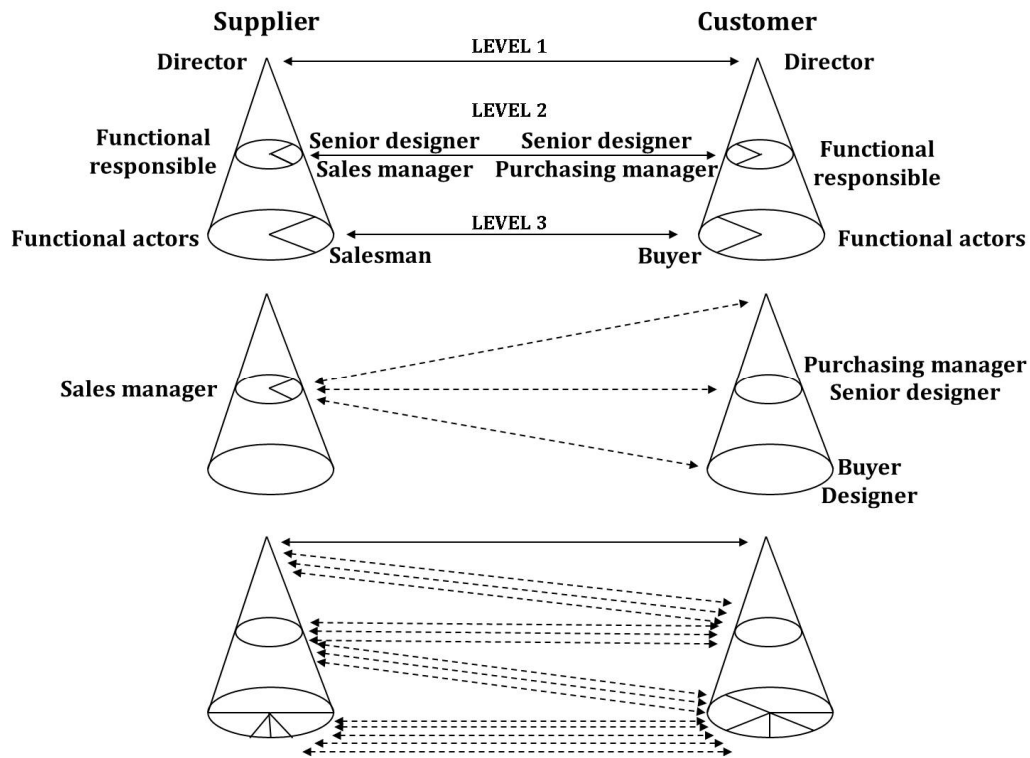 Supplier
Customer
Director
LEVEL 1
Director
LEVEL 2
Functional
responsible
Senior designer
Sales manager
Senior designer
Purchasing manager
Functional
responsible
Functional actors
LEVEL 3
Salesman
Buyer
Functional actors
Sales manager
Purchasing manager
Senior designer
Buyer
Designer